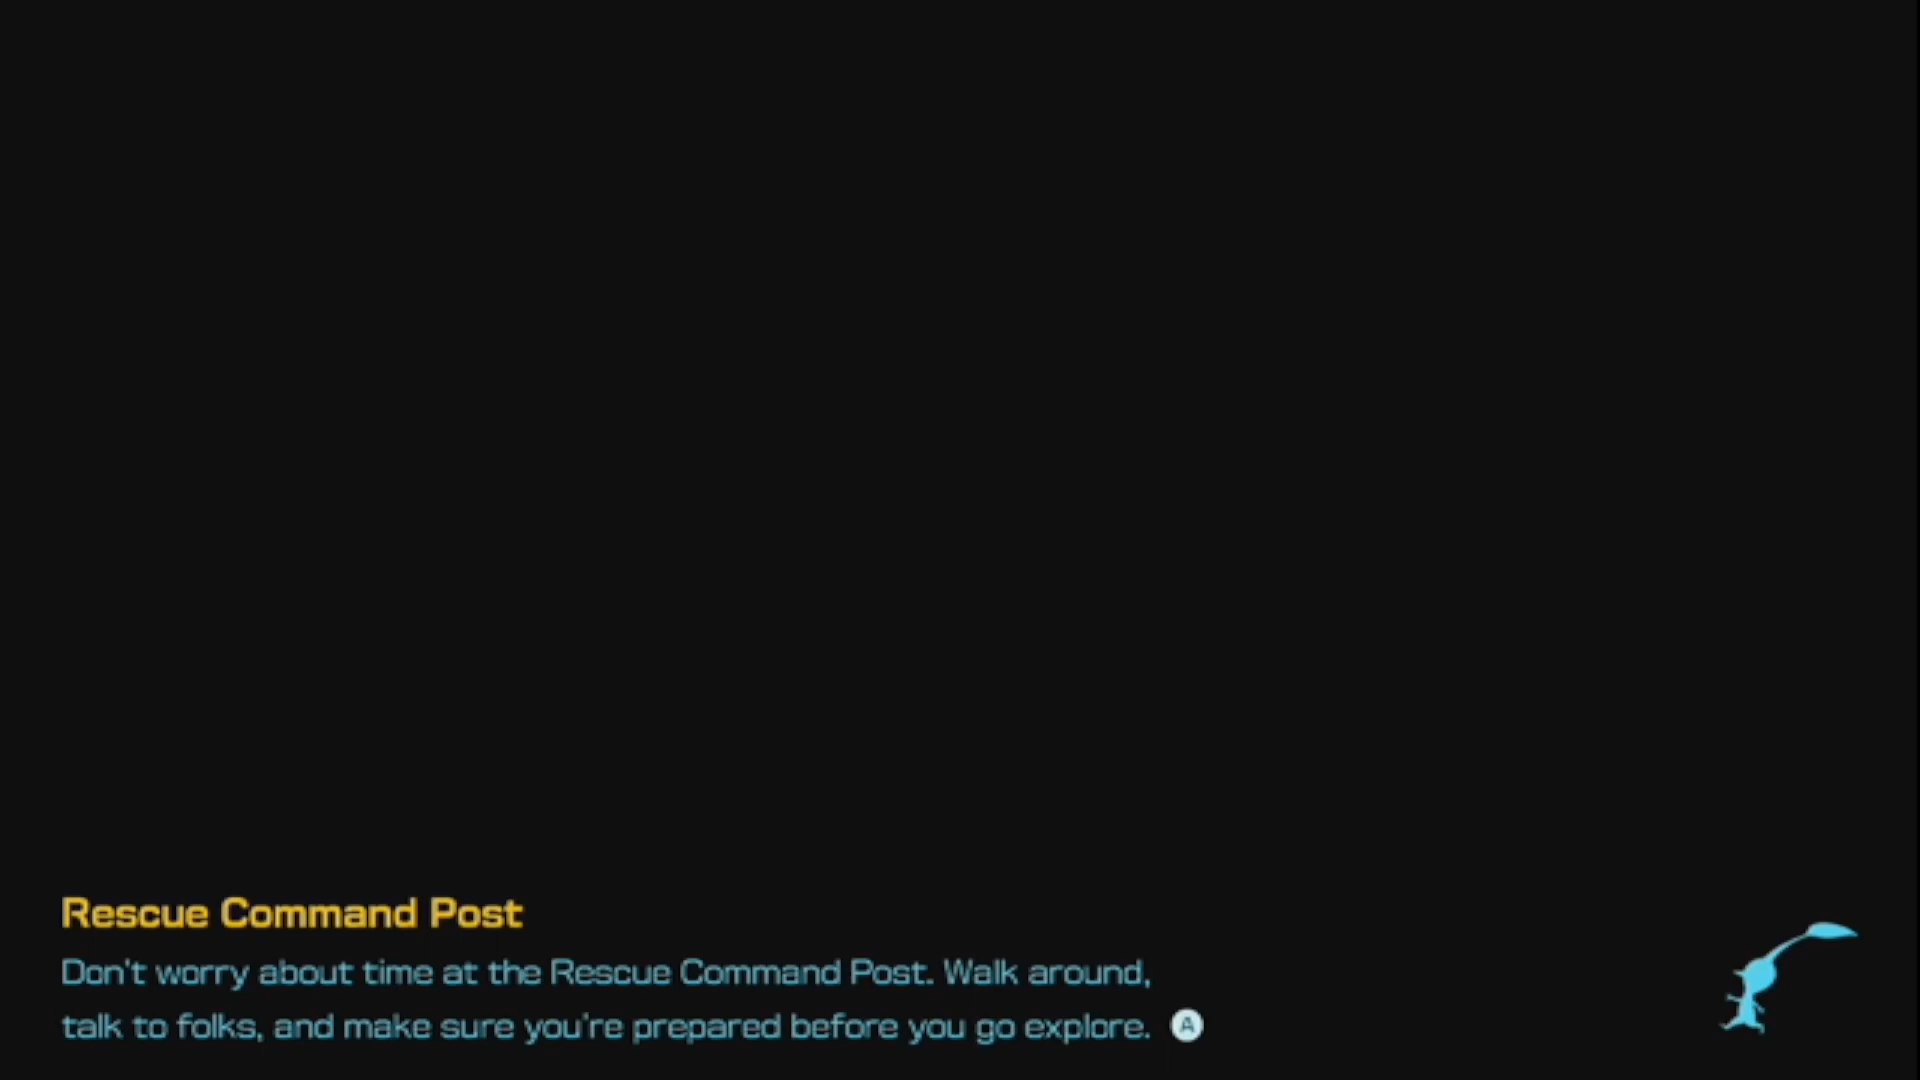 Rescue Command Post
Don't worry about time at the Rescue Command Post. Walk around,
talk to folks, and make sure you're prepared before you go explore. A